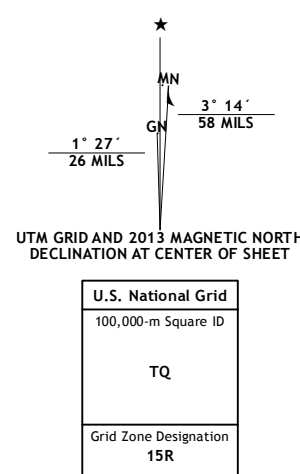 ★
MN
3° 14´
58 MILS
GN
1° 27´
26 MILS
UTM GRID AND 2013 MAGNETIC NORTH
DECLINATION AT CENTER OF SHEET
U.S. National Grid
100,000-m Square ID
TQ
Grid Zone Designation
15R